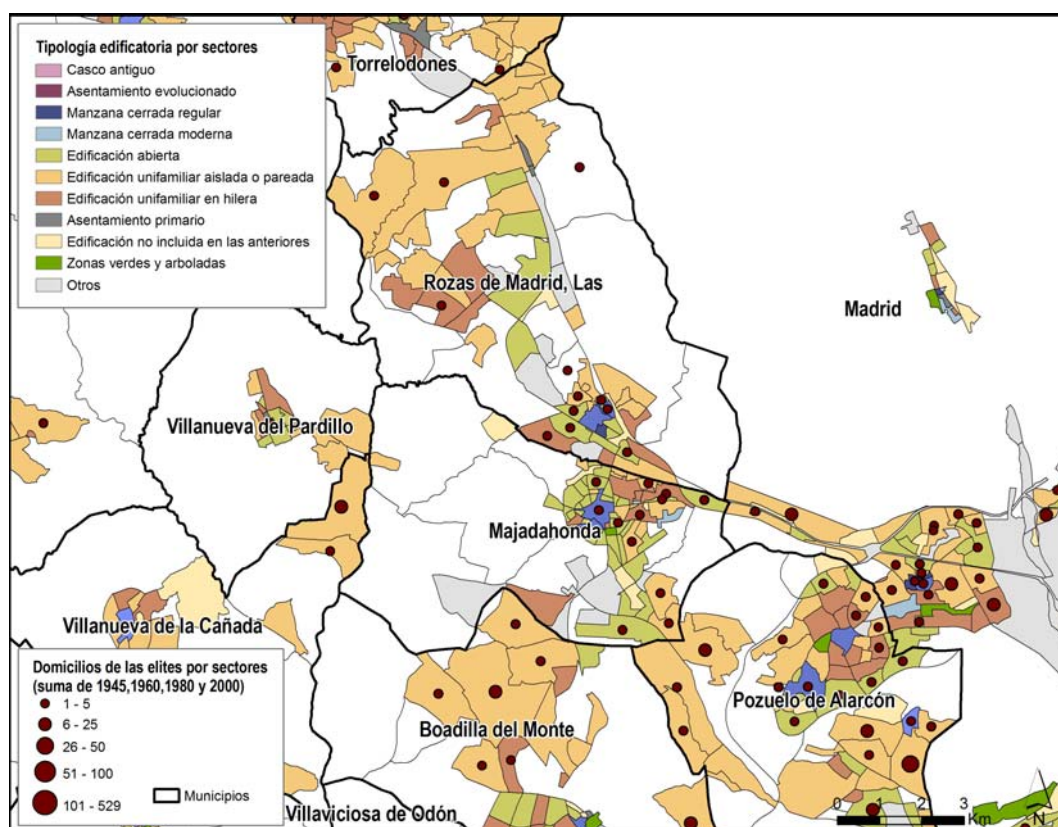 Tipología edificatoria por sectores
Casco antiguo
Asentamiento evolucionado
Manzana cerrada regular
Manzana cerrada moderna
Edificación abierta
Edificación unifamiliar aislada o pareada
Edificación unifamiliar en hilera
Asentamiento primario
Edificación no incluida en las anteriores
Zonas verdes y arboladas
Otros
Torrelodones
Rozas de Madrid, Las
Madrid
Villanueva del Pardillo
Majadahonda
Villanueva de la Cañada
Pozuelo de Alarcón
Boadilla del Monte
Villaviciosa de Odón
Domicilios de las elites por sectores
(suma de 1945,1960,1980 y 2000)
1 - 5
6 - 25
26 - 50
51 - 100
101 - 529
Municipios
0 1 2 3
Km
N